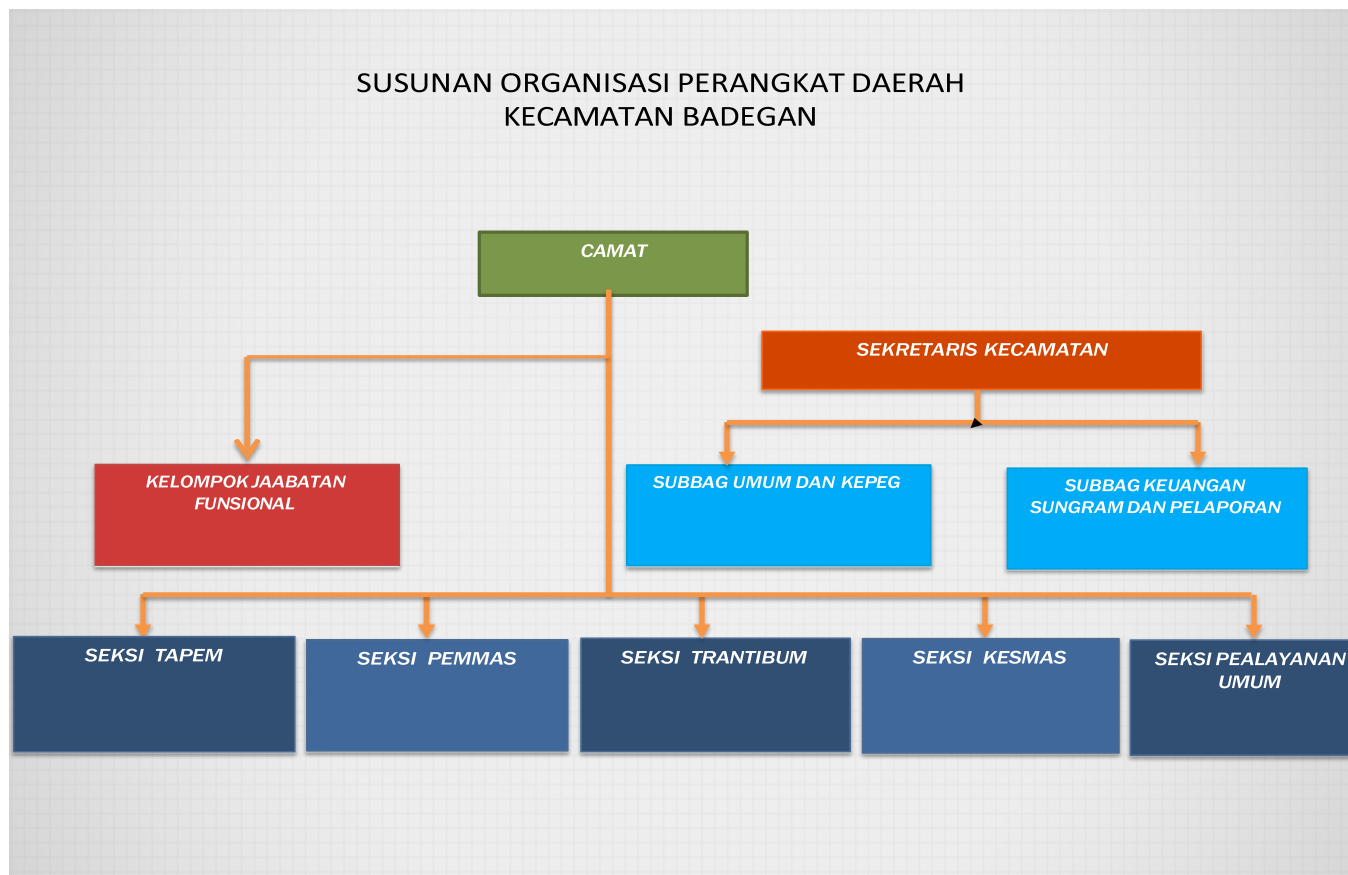 SUSUNAN ORGANISASI PERANGKAT DAERAH
KECAMATAN BADEGAN
CAMAT
SEKRETARIS KECAMATAN
KELOMPOK JAABATAN
FUNSIONAL
SUBBAG UMUM DAN KEPEG
SUBBAG KEUANGAN
SUNGRAM DAN PELAPORAN
SEKSI TAPEM
SEKSI PEMMAS
SEKSI TRANTIBUM
SEKSI KESMAS
SEKSI PEALAYANAN
UMUM